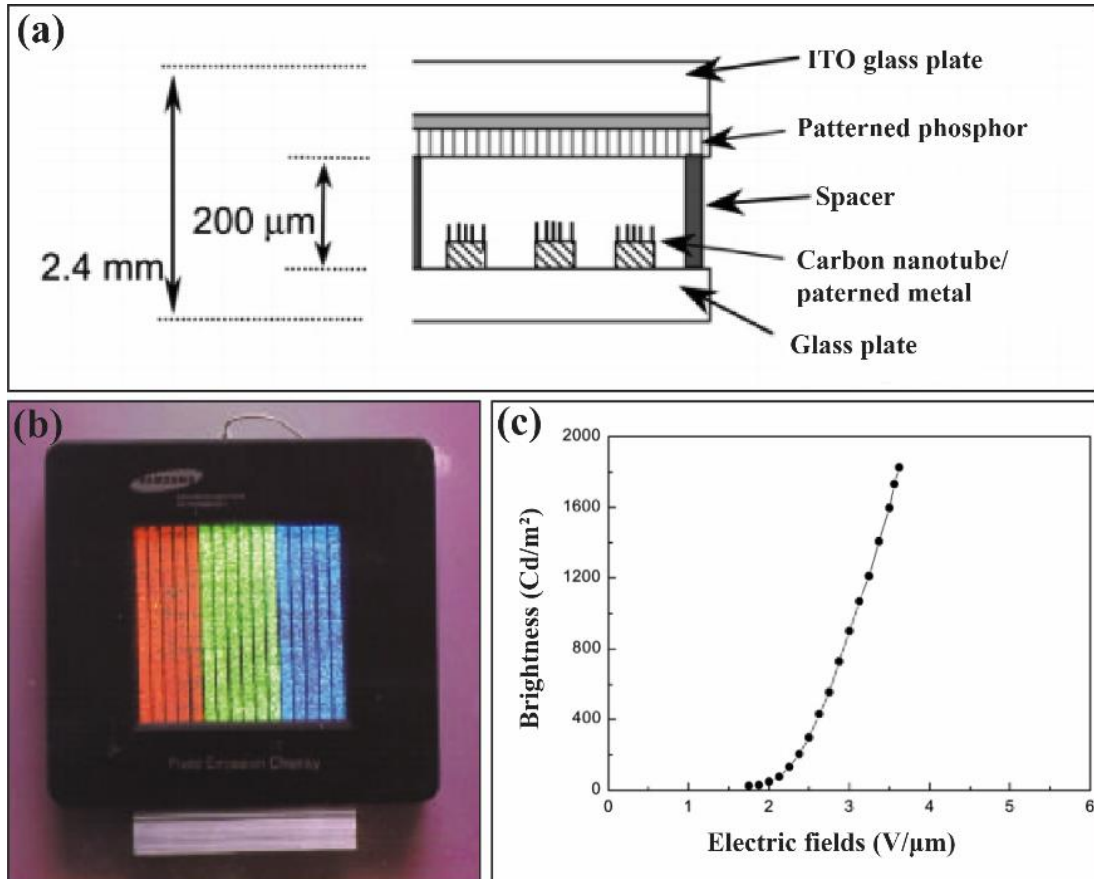 (a)
ITO glass plate
Patterned phosphor
Spacer
Carbon nanotube/
paterned metal
Glass plate
200 µm
2.4 mm
(b)
SAMSUNG
Field Emission Display
(c)
Brightness (Cd/m²)
2000
1600
1200
800
400
0
0 1 2 3 4 5 6
Electric fields (V/µm)